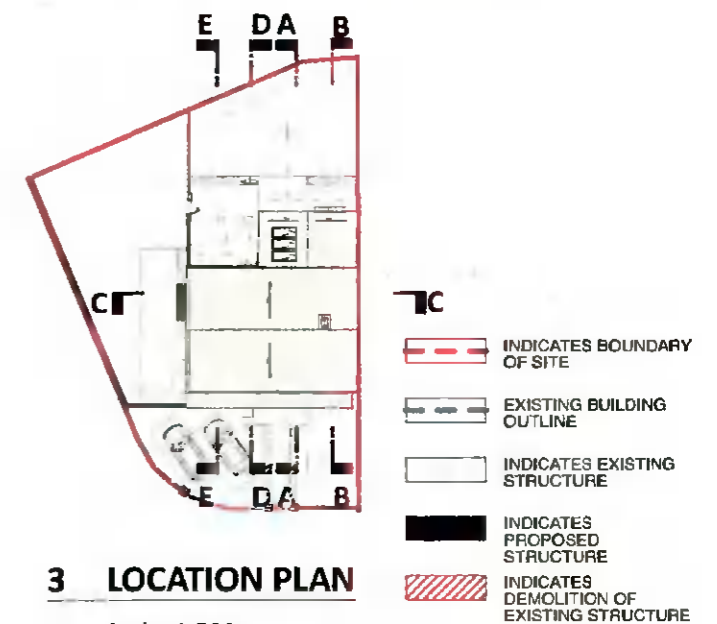 E D A B
C C
INDICATES BOUNDARY
OF SITE
EXISTING BUILDING
OUTLINE
INDICATES EXISTING
STRUCTURE
E D A B
INDICATES
PROPOSED
STRUCTURE
3 LOCATION PLAN
INDICATES
DEMOLITION OF
EXISTING STRUCTURE